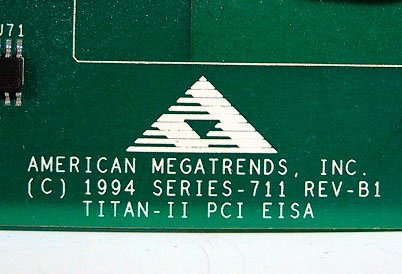 U71
AMERICAN MEGATRENDS, INC.
(C) 1994 SERIES-711 REV-B1
TITAN-II PCI EISA